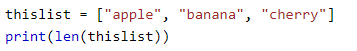 thislist = ["apple", "banana", "cherry"]
print(len(thislist))